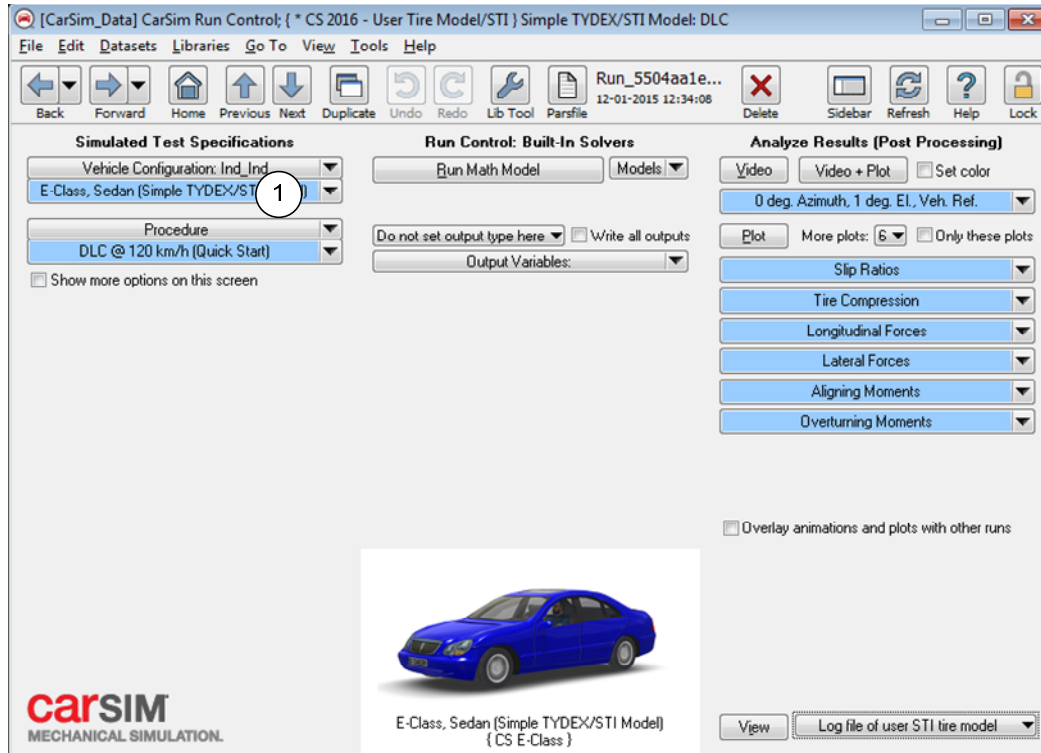 [CarSim_Data] CarSim Run Control; { * CS 2016 - User Tire Model/STI } Simple TYDEX/STI Model: DLC
File Edit Datasets Libraries Go To View Tools Help
Run_5504aa1e...
12-01-2015 12:34:08
Back Forward Home Previous Next Duplicate Undo Redo Lib Tool Parsfile Delete Sidebar Refresh Help Lock
Simulated Test Specifications
Vehicle Configuration: Ind_Ind
E-Class, Sedan (Simple TYDEX/ST
1
Procedure
DLC @ 120 km/h (Quick Start)
Show more options on this screen
Run Control: Built-In Solvers
Run Math Model Models
Do not set output type here Write all outputs
Output Variables:
Analyze Results (Post Processing)
Video Video + Plot Set color
0 deg. Azimuth, 1 deg. El., Veh. Ref.
Plot More plots: 6 Only these plots
Slip Ratios
Tire Compression
Longitudinal Forces
Lateral Forces
Aligning Moments
Overturning Moments
Overlay animations and plots with other runs
carSIM
MECHANICAL SIMULATION.
E-Class, Sedan (Simple TYDEX/STI Model)
{ CS E-Class }
View Log file of user STI tire model